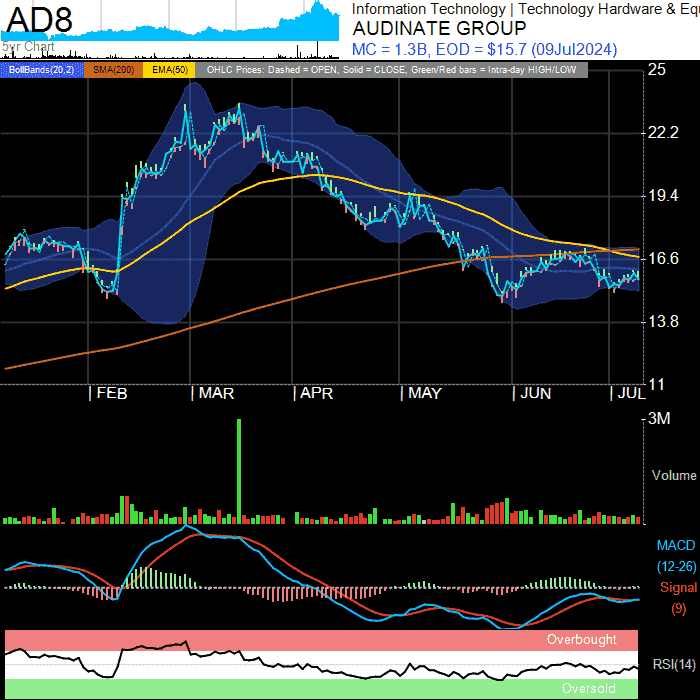 AD8
5yr Chart
Information Technology | Technology Hardware & Equ
AUDINATE GROUP
MC = 1.3B, EOD = $15.7 (09Jul2024)
BollBands(20,2) SMA(200) EMA(50) OHLC Prices: Dashed = OPEN, Solid = CLOSE, Green/Red bars = Intra-day HIGH/LOW
25
22.2
19.4
16.6
13.8
11
| FEB | MAR | APR | MAY | JUN | JUL
3M
Volume
MACD
(12-26)
Signal
(9)
Overbought
RSI(14)
Oversold